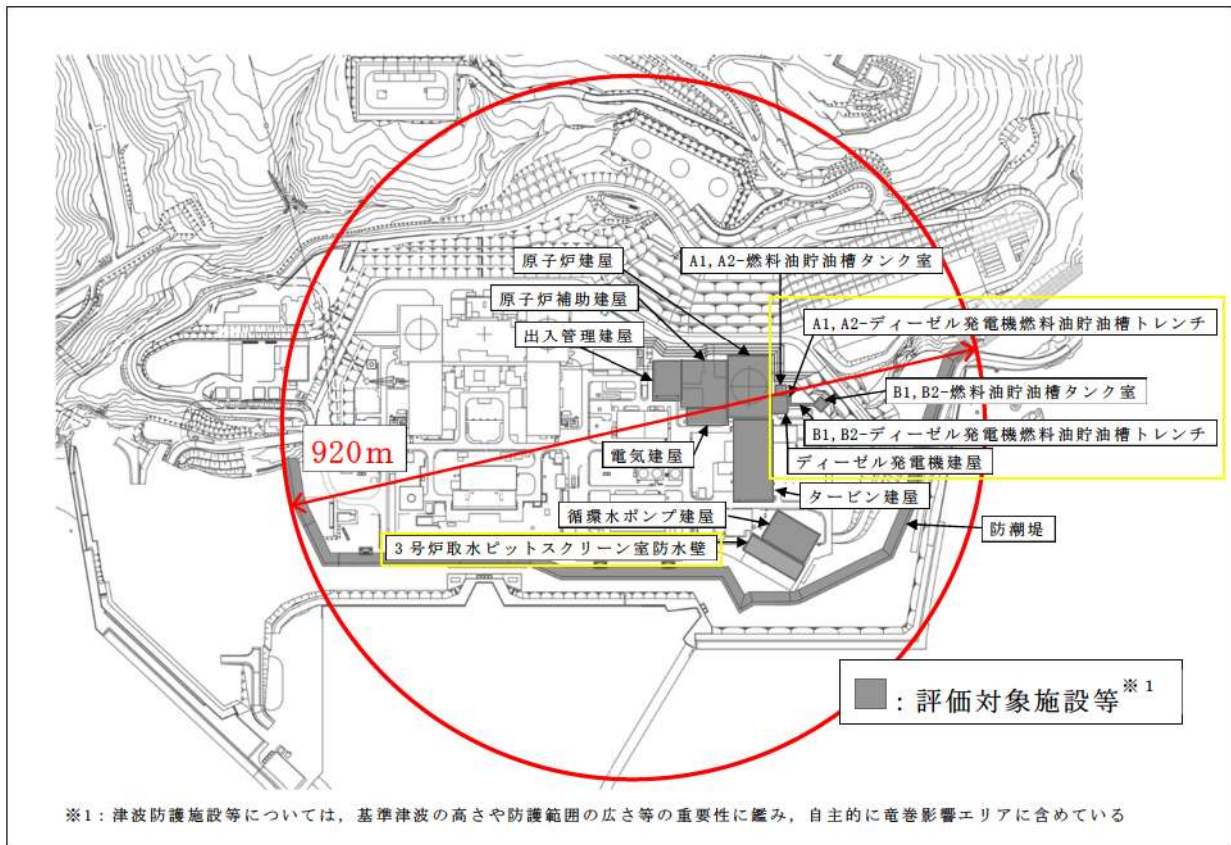 原子炉建屋
A1,A2-燃料油貯油槽タンク室
原子炉補助建屋
出入管理建屋
A1,A2-ディーゼル発電機燃料油貯油槽トレンチ
B1,B2-燃料油貯油槽タンク室
B1,B2-ディーゼル発電機燃料油貯油槽トレンチ
920m
電気建屋
ディーゼル発電機建屋
タービン建屋
循環水ポンプ建屋
防潮堤
3号炉取水ピットスクリーン室防水壁
：評価対象施設等※1
※1：津波防護施設等については，基準津波の高さや防護範囲の広さ等の重要性に鑑み，自主的に竜巻影響エリアに含めている